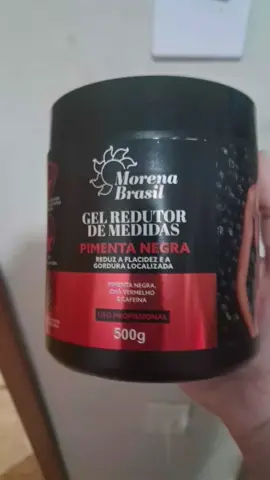 Morena
Brasil
GEL REDUTOR
DE MEDIDAS
PIMENTA NEGRA
REDUZ A FLACIDEZ E A
GORDURA LOCALIZADA
PIMENTA NEGRA,
CHÁ VERMELHO
E CAFEÍNA
USO PROFISSIONAL
500g